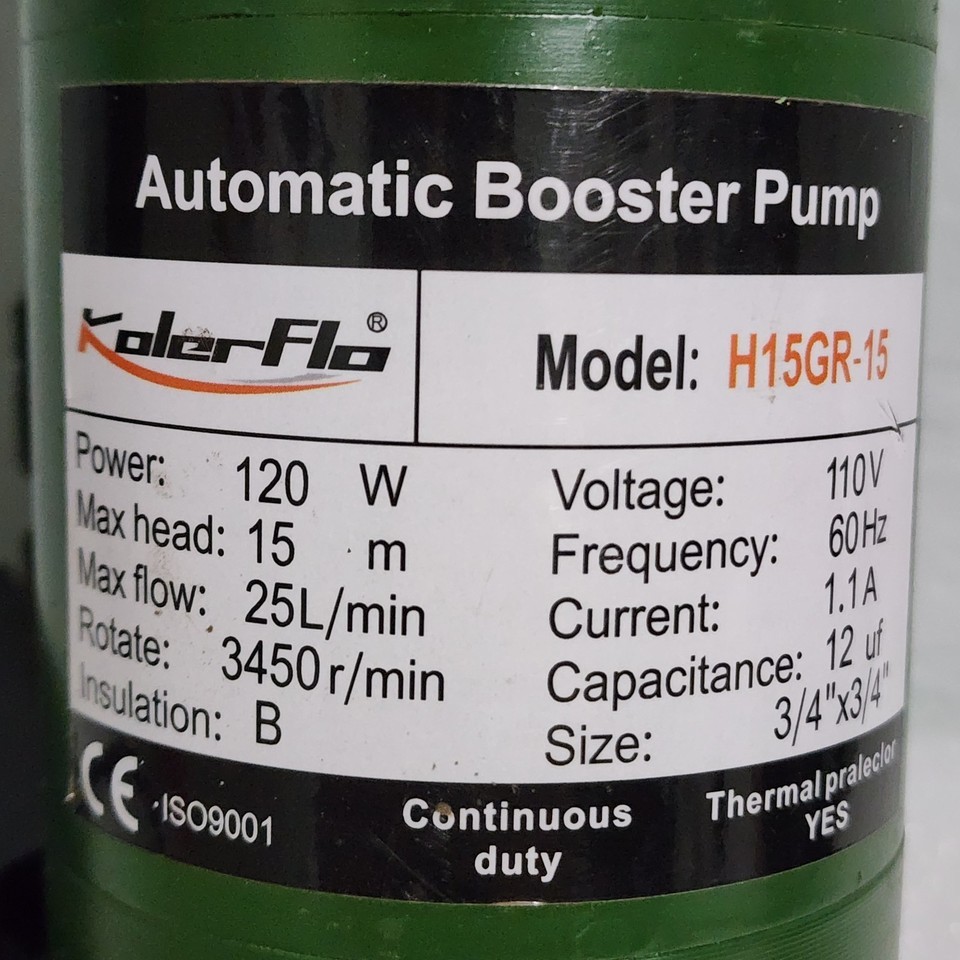 Automatic Booster Pump
KolerFlo®
Model: H15GR-15
Power: 120 W
Max head: 15 m
Max flow: 25L/min
Rotate: 3450 r/min
Insulation: B
Voltage: 110V
Frequency: 60Hz
Current: 1.1A
Capacitance: 12 uf
Size: 3/4"x3/4"
CE ISO9001
Continuous
duty
Thermal pralector
YES